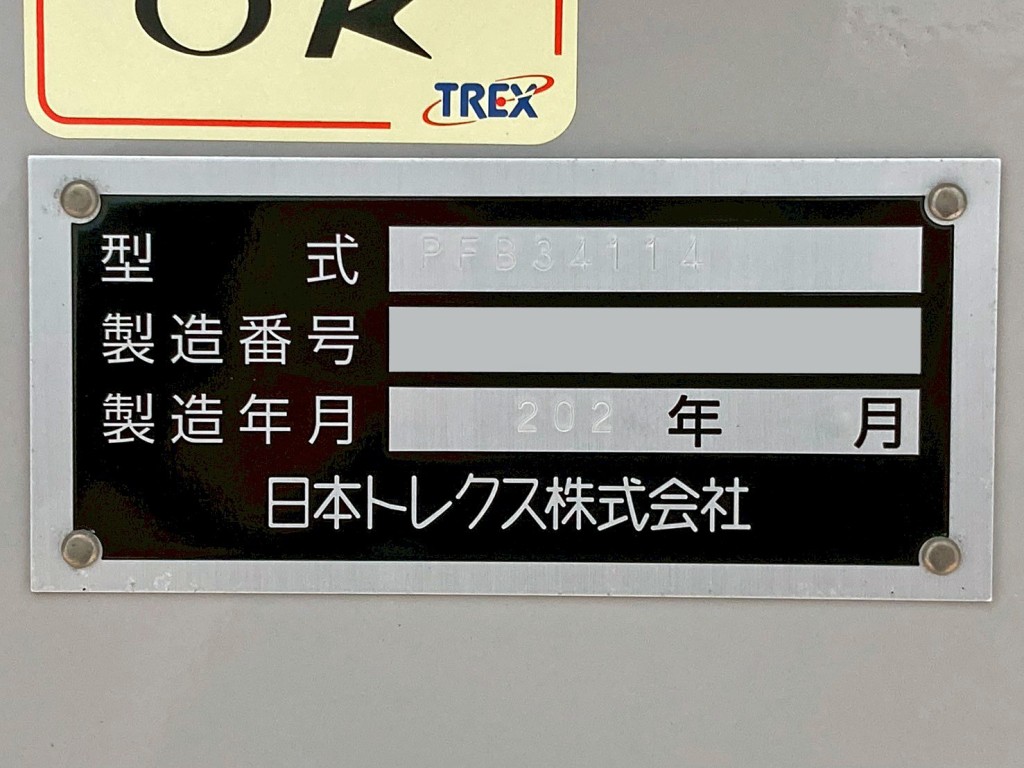 OK
TREX
型式 PFB34114
製造番号
製造年月 202 年 月
日本トレクス株式会社